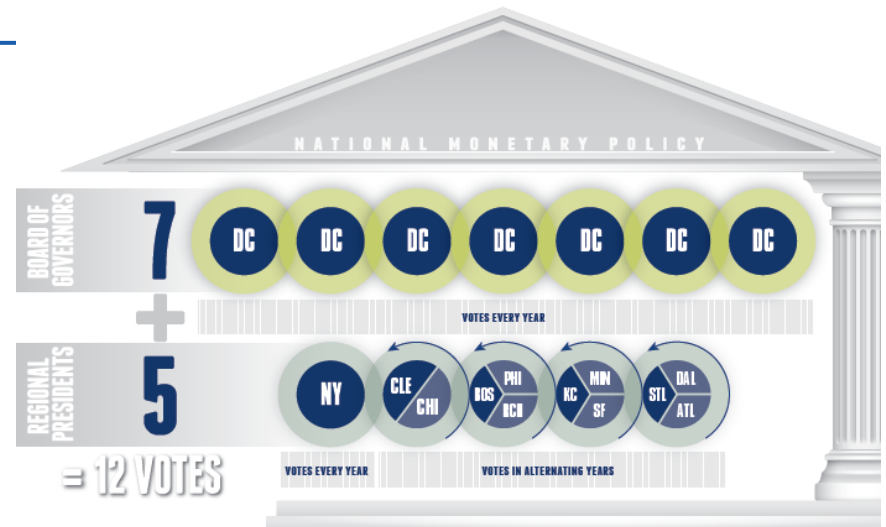 NATIONAL MONETARY POLICY
BOARD OF
GOVERNORS
7
DC DC DC DC DC DC DC
+
VOTES EVERY YEAR
REGIONAL
PRESIDENTS
5
NY
CLE
CHI
BOS
PHI
RCH
KC
MIN
SF
STL
DAL
ATL
= 12 VOTES
VOTES EVERY YEAR
VOTES IN ALTERNATING YEARS